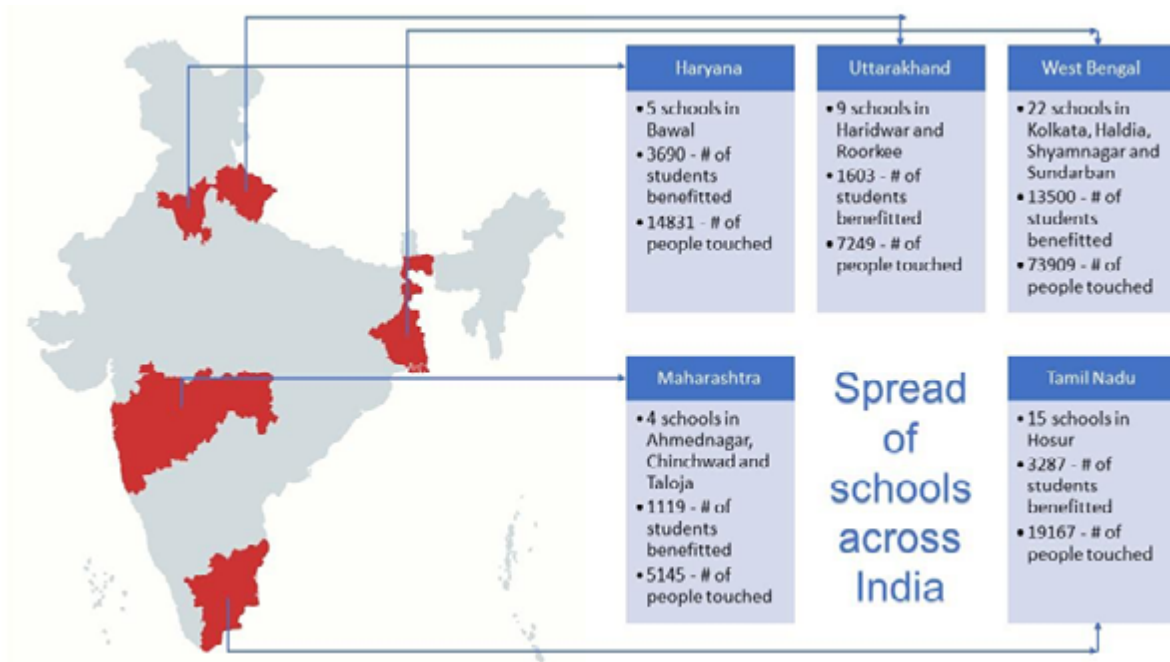 Haryana
• 5 schools in
Bawal
• 3690 - # of
students
benefitted
• 14831 - # of
people touched
Uttarakhand
• 9 schools in
Haridwar and
Roorkee
• 1603 - # of
students
benefitted
• 7249 - # of
people touched
West Bengal
• 22 schools in
Kolkata, Haldia,
Shyamnagar and
Sundarban
• 13500 - # of
students
benefitted
• 73909 - # of
people touched
Maharashtra
• 4 schools in
Ahmednagar,
Chinchwad and
Taloja
• 1119 - # of
students
benefitted
• 5145 - # of
people touched
Spread
of
schools
across
India
Tamil Nadu
• 15 schools in
Hosur
• 3287 - # of
students
benefitted
• 19167 - # of
people touched